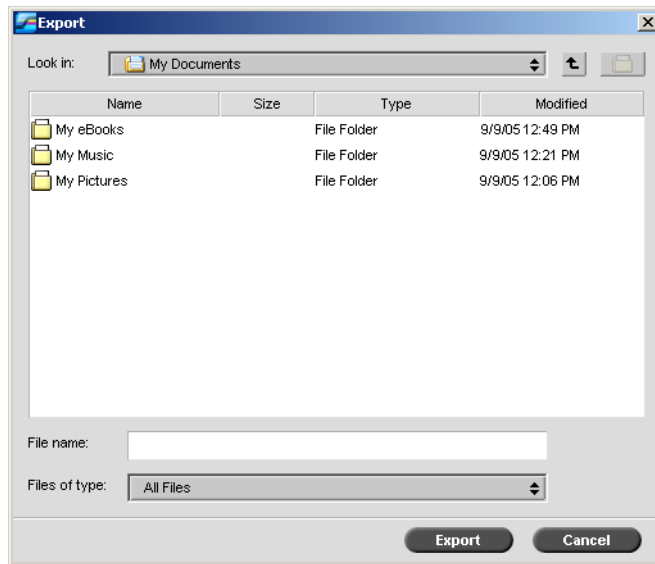 Export
Look in: My Documents
Name Size Type Modified
My eBooks File Folder 9/9/05 12:49 PM
My Music File Folder 9/9/05 12:21 PM
My Pictures File Folder 9/9/05 12:06 PM
File name:
Files of type: All Files
Export Cancel